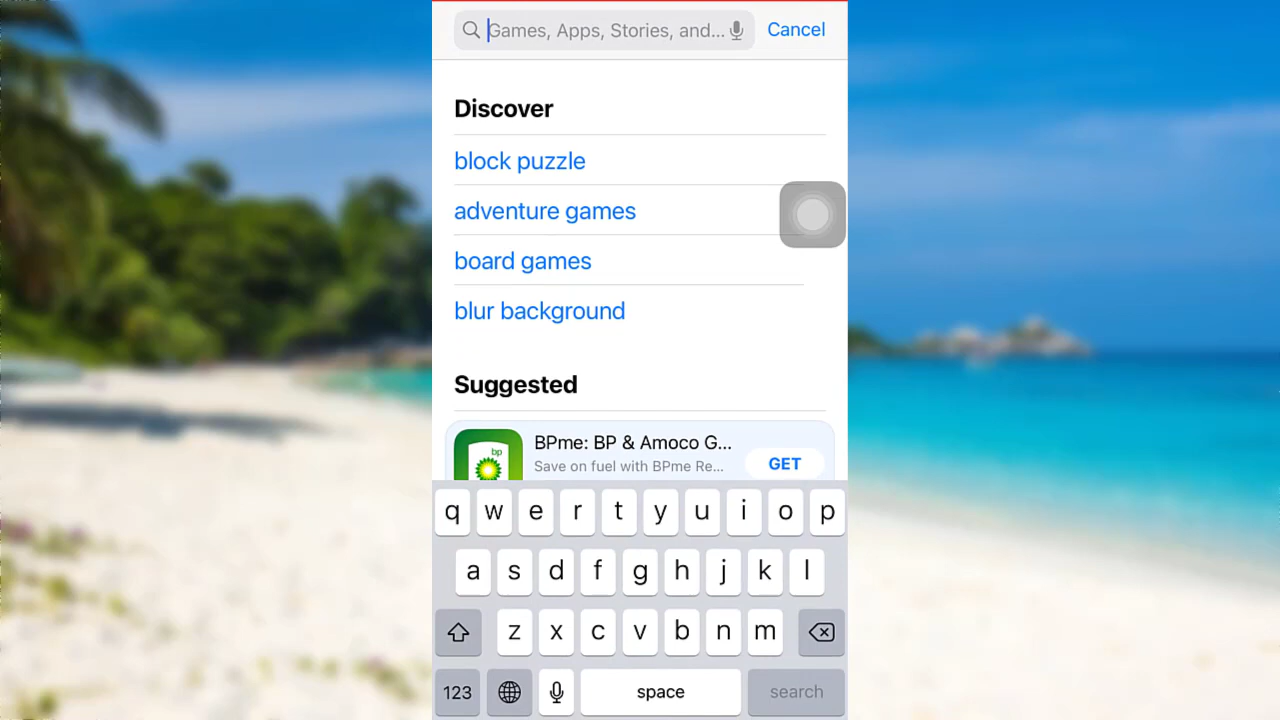 Games, Apps, Stories, and...
Cancel
Discover
block puzzle
adventure games
board games
blur background
Suggested
bp
BPme: BP & Amoco G...
Save on fuel with BPme Re...
GET
q w e r t y u i o p
a s d f g h j k l
z x c v b n m
123
space
search